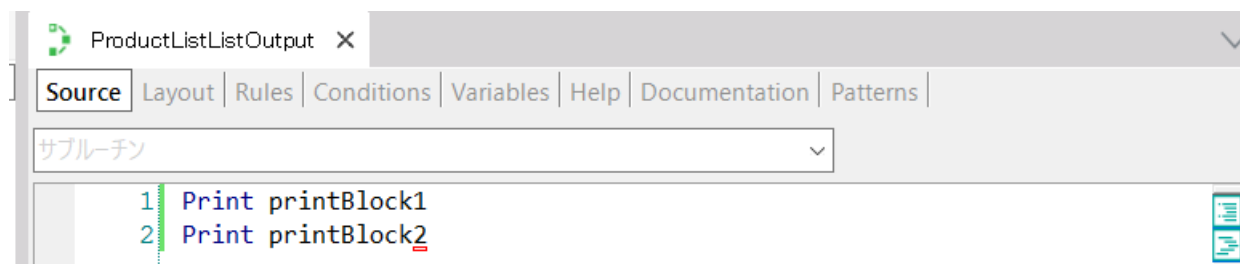 ProductListListOutput
Source Layout Rules Conditions Variables Help Documentation Patterns
サブルーチン
1 Print printBlock1
2 Print printBlock2